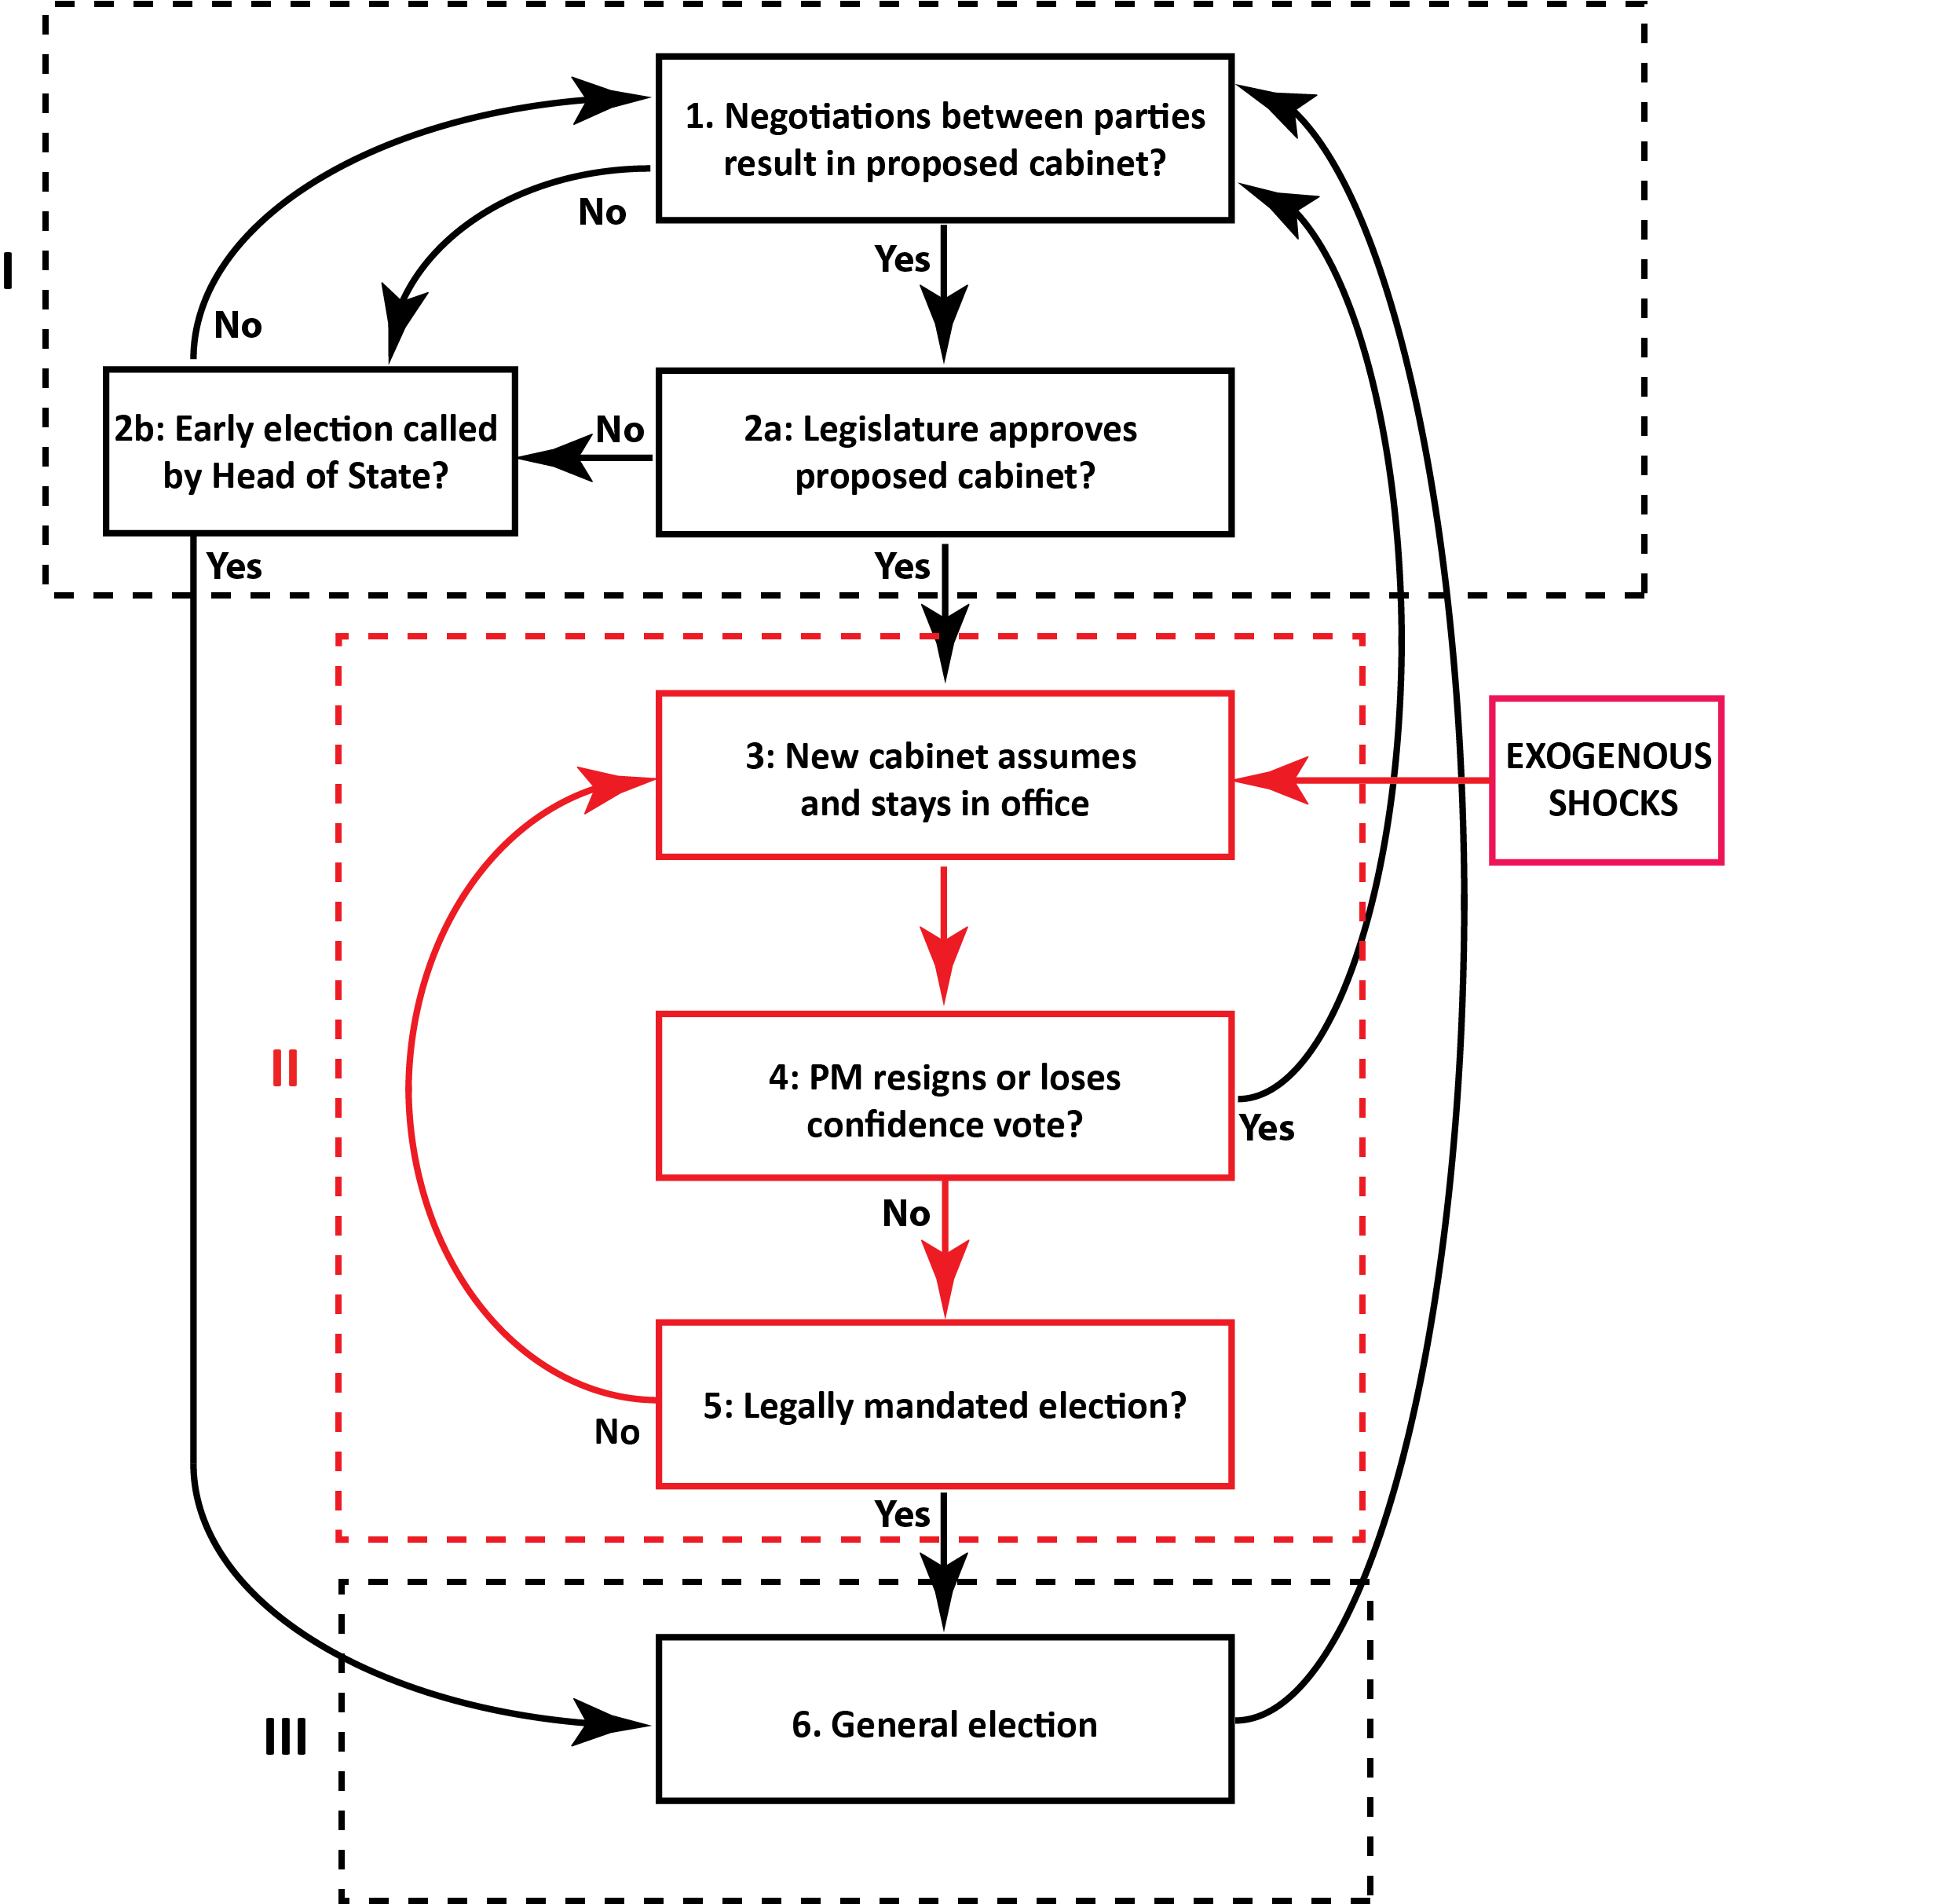 1. Negotiations between parties
result in proposed cabinet?
No
Yes
I
No
2b: Early election called
by Head of State?
No
2a: Legislature approves
proposed cabinet?
Yes
Yes
3: New cabinet assumes
and stays in office
EXOGENOUS
SHOCKS
II
4: PM resigns or loses
confidence vote?
Yes
No
5: Legally mandated election?
No
Yes
III
6. General election